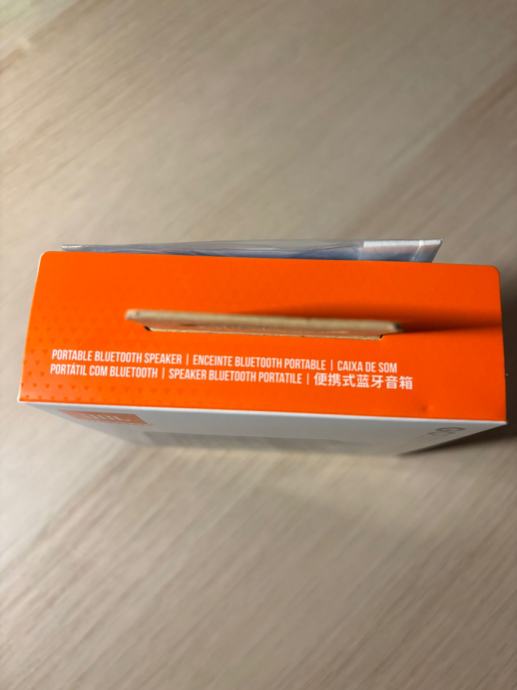 PORTABLE BLUETOOTH SPEAKER | ENCEINTE BLUETOOTH PORTABLE | CAIXA DE SOM
PORTÁTIL COM BLUETOOTH | SPEAKER BLUETOOTH PORTATILE | 便携式蓝牙音箱